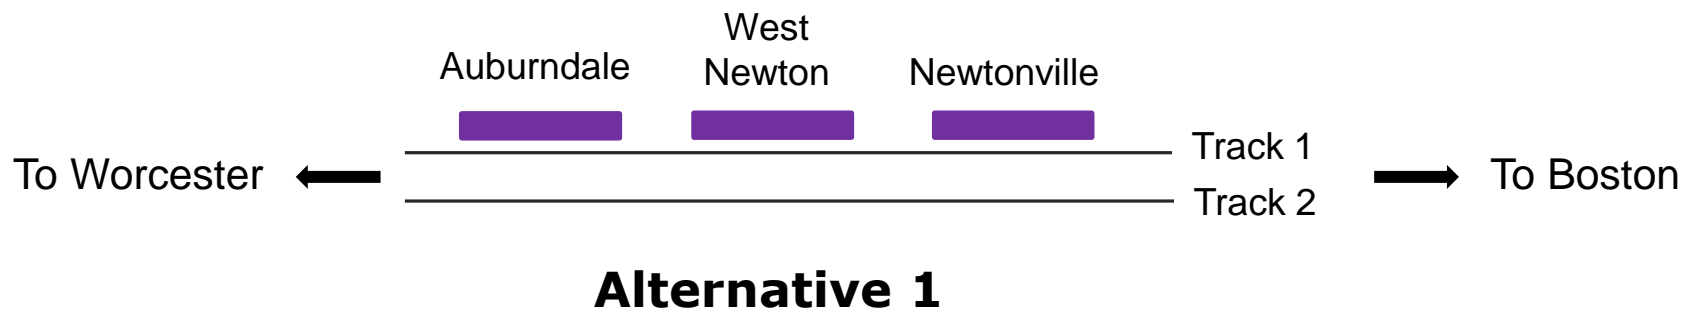 Auburndale
West
Newton
Newtonville
To Worcester
Track 1
Track 2
To Boston
Alternative 1